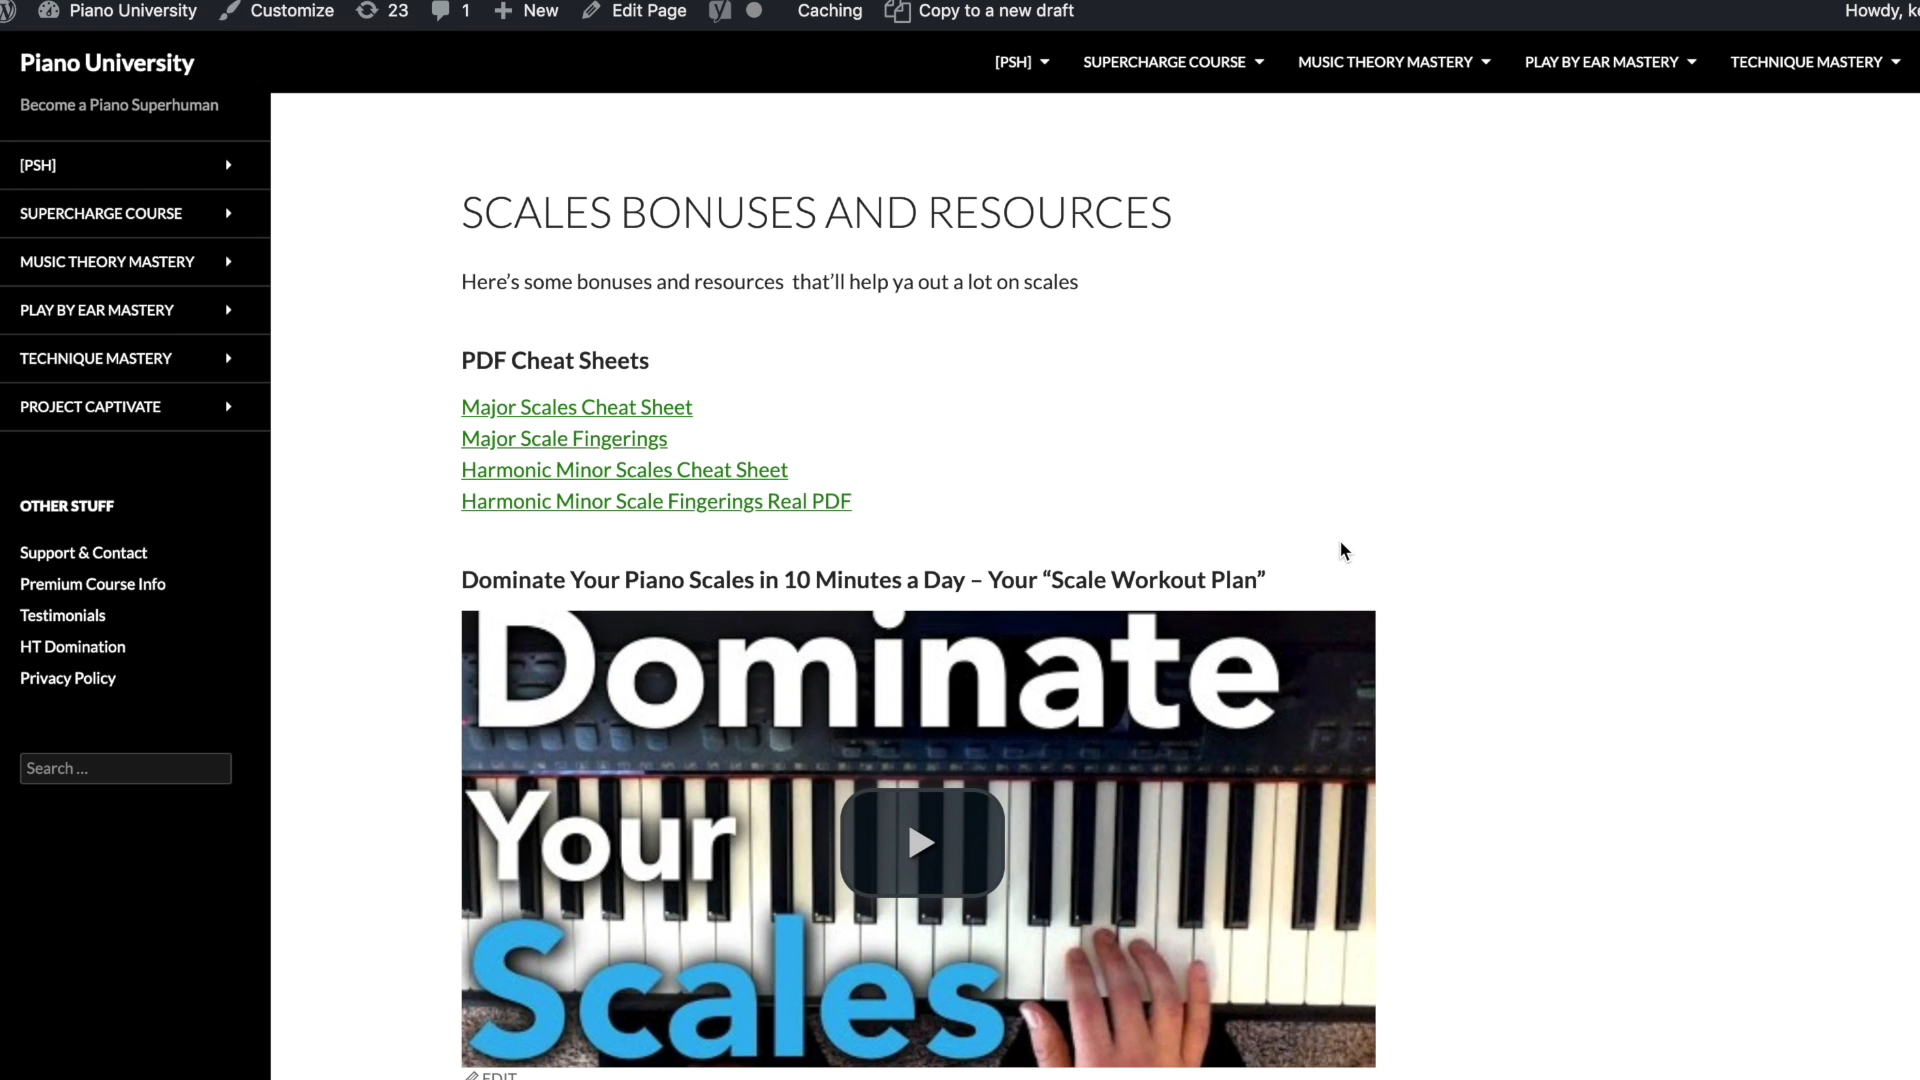 Piano University
Customize
23
1
New
Edit Page
Caching
Copy to a new draft
Howdy,
Piano University
[PSH]
SUPERCHARGE COURSE
MUSIC THEORY MASTERY
PLAY BY EAR MASTERY
TECHNIQUE MASTERY
Become a Piano Superhuman
[PSH]
SUPERCHARGE COURSE
MUSIC THEORY MASTERY
PLAY BY EAR MASTERY
TECHNIQUE MASTERY
PROJECT CAPTIVATE
OTHER STUFF
Support & Contact
Premium Course Info
Testimonials
HT Domination
Privacy Policy
Search ...
SCALES BONUSES AND RESOURCES
Here’s some bonuses and resources  that’ll help ya out a lot on scales
PDF Cheat Sheets
Major Scales Cheat Sheet
Major Scale Fingerings
Harmonic Minor Scales Cheat Sheet
Harmonic Minor Scale Fingerings Real PDF
Dominate Your Piano Scales in 10 Minutes a Day – Your “Scale Workout Plan”
Dominate
Your
Scales
EDIT